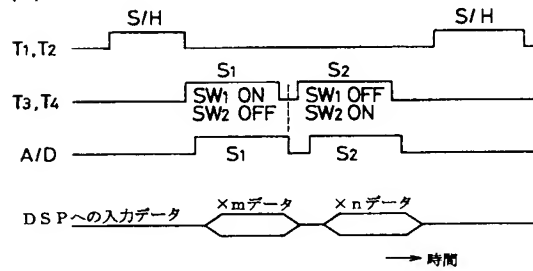 S/H S/H
T1,T2
S1 S2
T3,T4 SW1 ON SW1 OFF
SW2 OFF SW2 ON
A/D S1 S2
×mデータ ×nデータ
DSPへの入力データ
時間